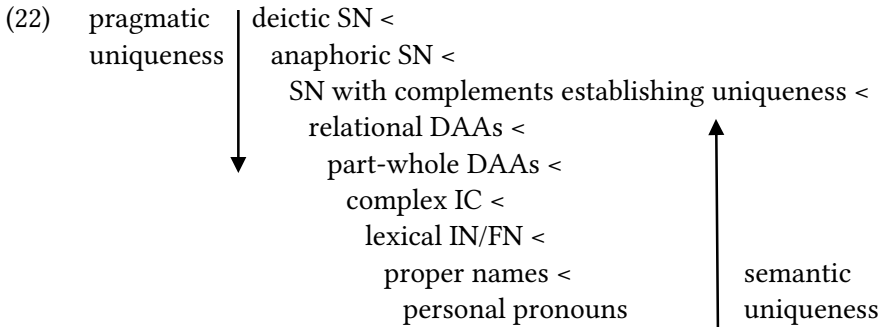 (22) pragmatic deictic SN <
uniqueness anaphoric SN <
SN with complements establishing uniqueness <
relational DAAs <
part-whole DAAs <
complex IC <
lexical IN/FN <
proper names < semantic
personal pronouns uniqueness